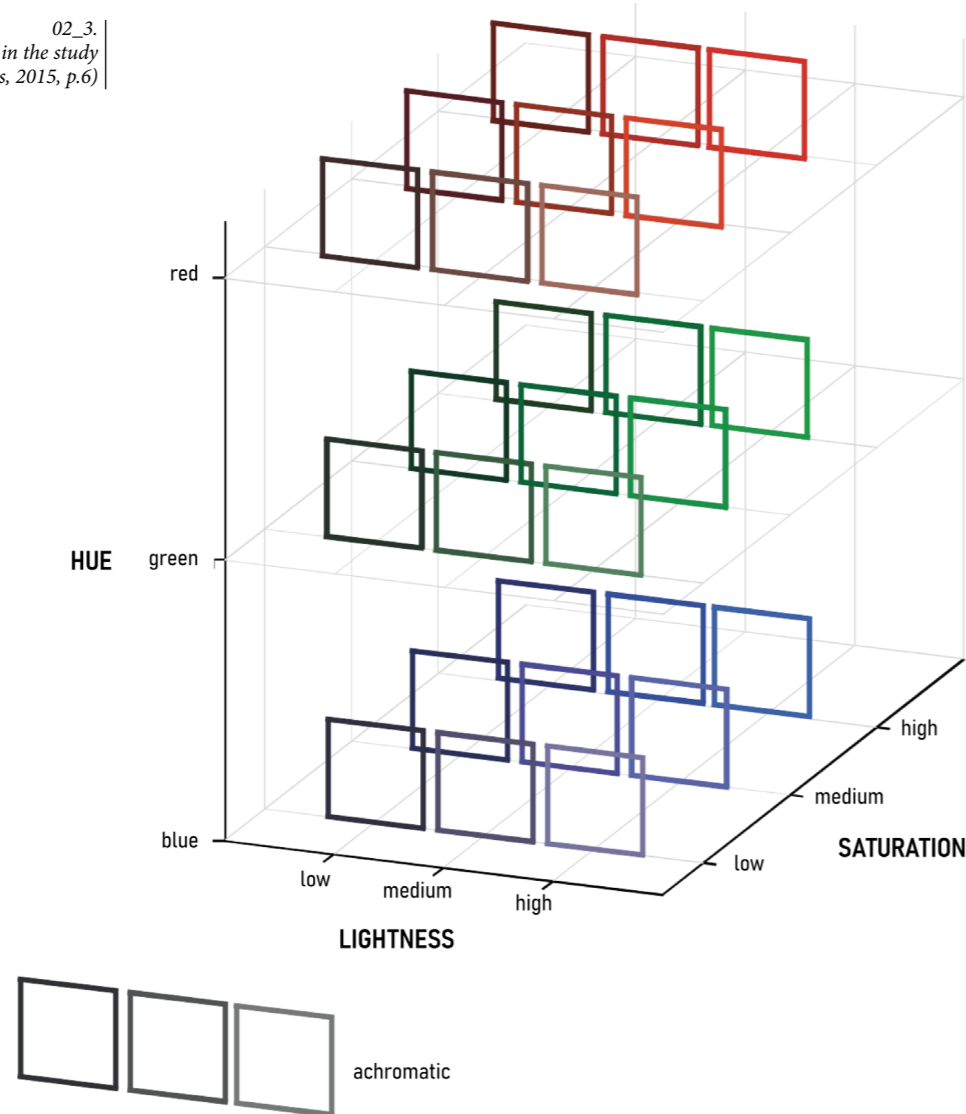 02_3.
in the study
s, 2015, p.6)
red
HUE
green
blue
high
medium
low
SATURATION
low
medium
high
LIGHTNESS
achromatic